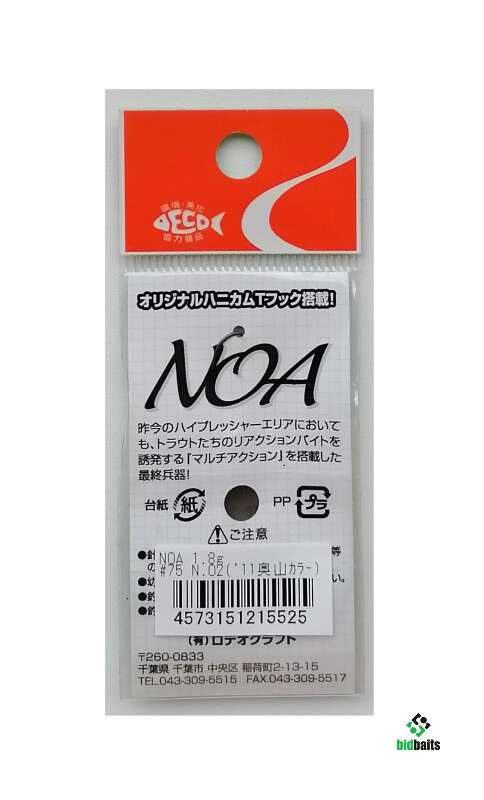 環境・美化
ECO
協力商品
オリジナルハニカムTフック搭載!
NOA
昨今のハイプレッシャーエリアにおいて
も、トラウトたちのリアクションバイトを
誘発する「マルチアクション」を搭載した
最終兵器!
台紙 紙 PP プラ
ご注意
NOA 1.8g
#75 N.02('11奥山カラー)
4573151215525
(有)ロデオクラフト
〒260-0833
千葉県 千葉市 中央区 稲荷町2-13-15
TEL.043-309-5515 FAX.043-309-5517
bidbaits